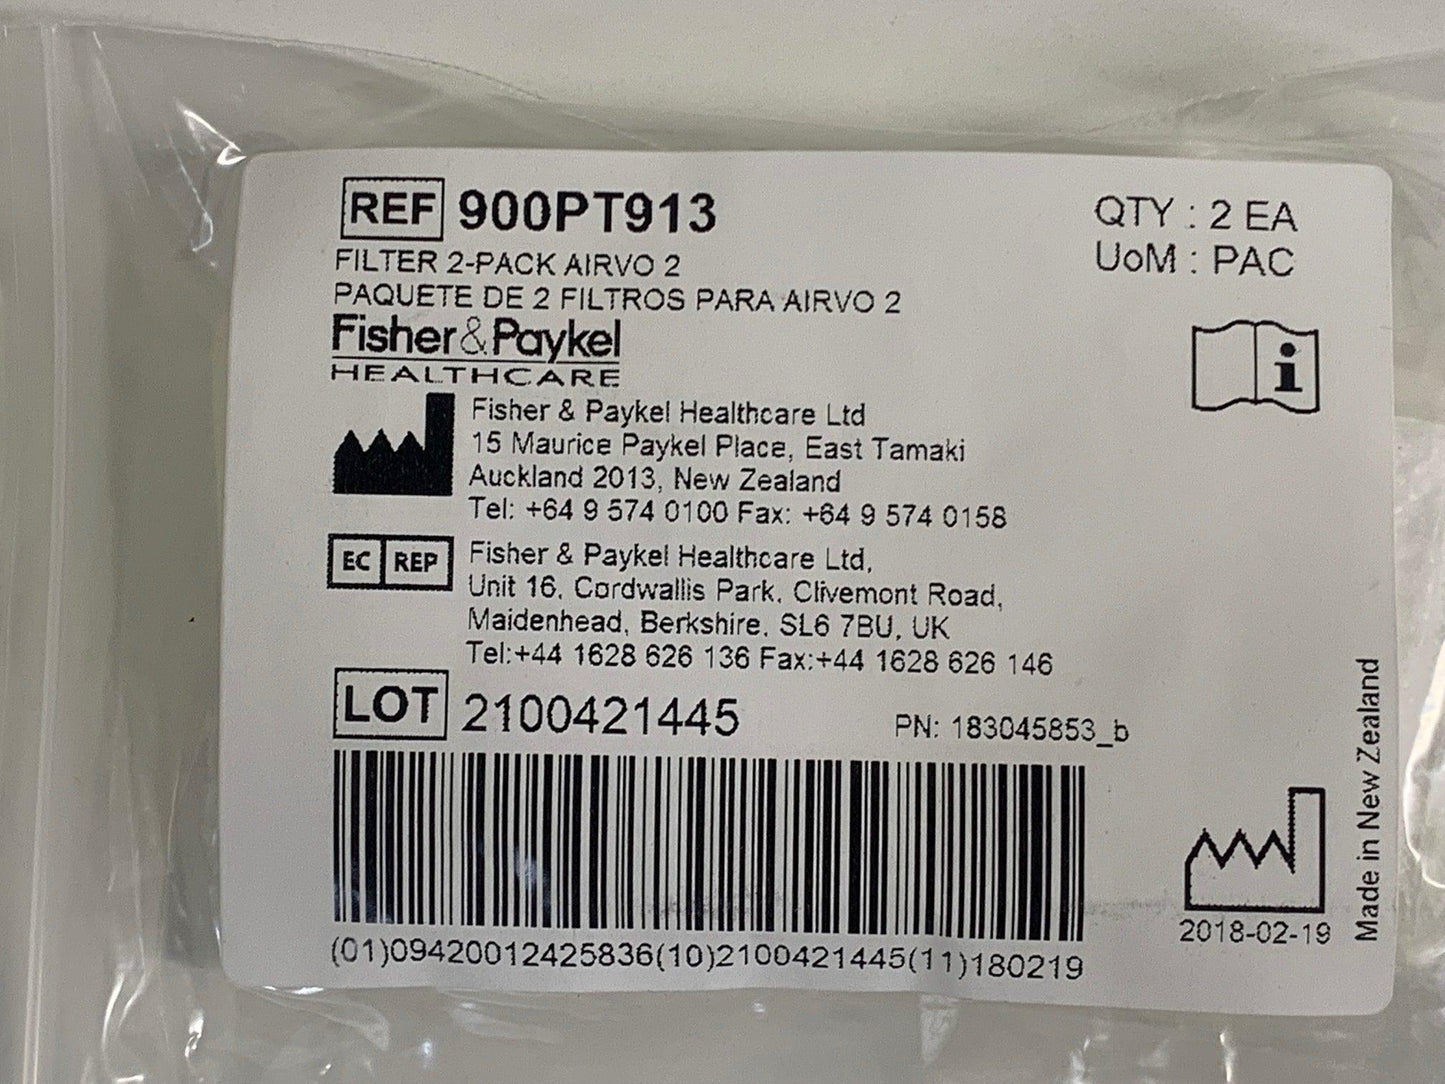 REF 900PT913
QTY : 2 EA
UoM : PAC
FILTER 2-PACK AIRVO 2
PAQUETE DE 2 FILTROS PARA AIRVO 2
Fisher&Paykel
HEALTHCARE
Fisher & Paykel Healthcare Ltd
15 Maurice Paykel Place, East Tamaki
Auckland 2013, New Zealand
Tel: +64 9 574 0100 Fax: +64 9 574 0158
EC REP
Fisher & Paykel Healthcare Ltd,
Unit 16, Cordwallis Park, Clivemont Road,
Maidenhead, Berkshire, SL6 7BU, UK
Tel:+44 1628 626 136 Fax:+44 1628 626 146
LOT 2100421445
PN: 183045853_b
(01)09420012425836(10)2100421445(11)180219
2018-02-19
Made in New Zealand